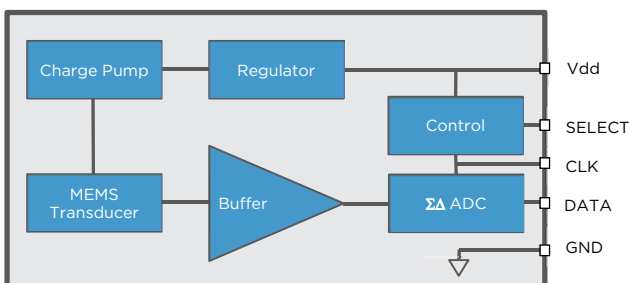 Charge Pump
Regulator
Vdd
Control
SELECT
CLK
MEMS
Transducer
Buffer
ΣΔ ADC
DATA
GND